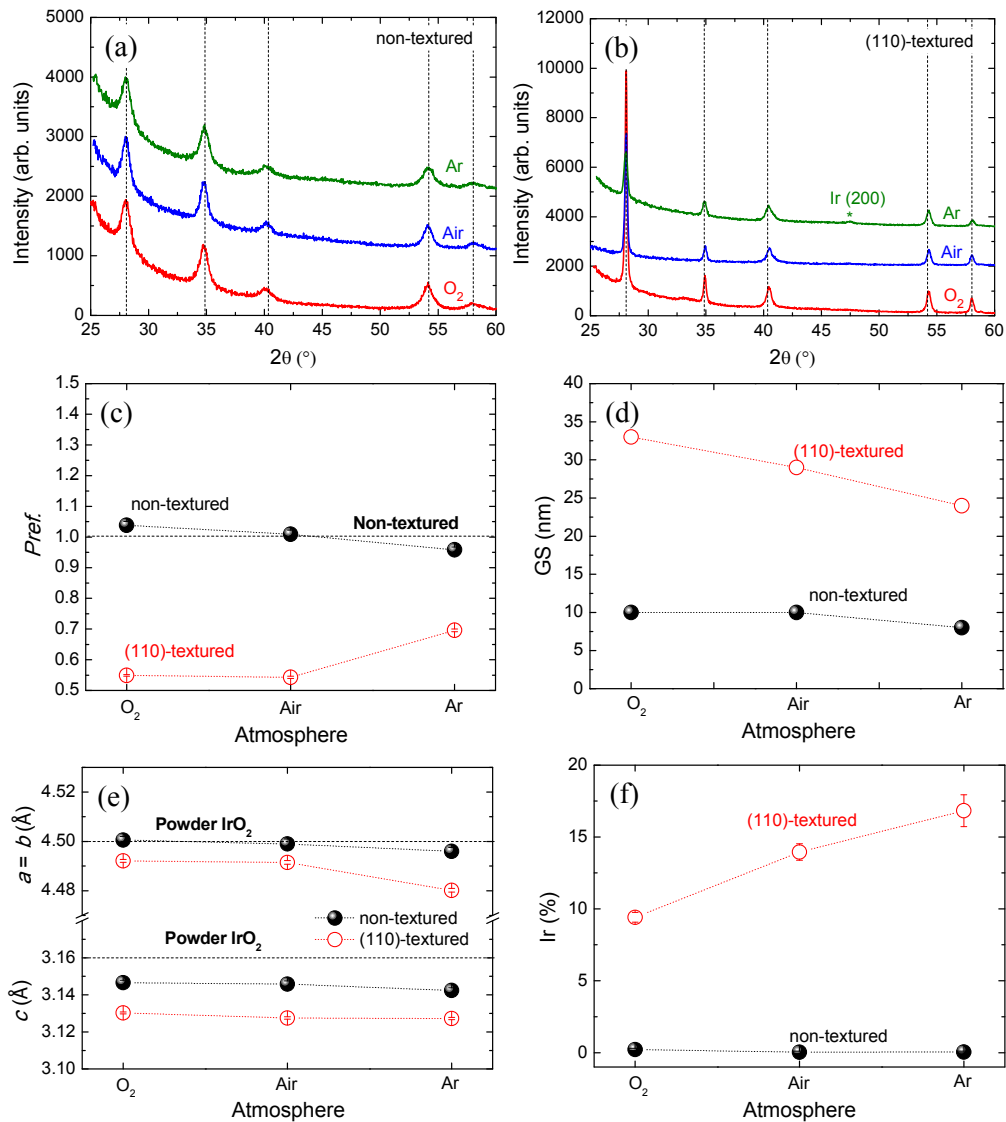 (a)
non-textured
Ar
Air
O2
Intensity (arb. units)
5000
4000
3000
2000
1000
0
25 30 35 40 45 50 55 60
2θ (°)
(b)
(110)-textured
Ir (200)
*
Ar
Air
O2
Intensity (arb. units)
12000
10000
8000
6000
4000
2000
0
25 30 35 40 45 50 55 60
2θ (°)
(c)
non-textured
Non-textured
(110)-textured
Pref.
1.5
1.4
1.3
1.2
1.1
1.0
0.9
0.8
0.7
0.6
0.5
O2 Air Ar
Atmosphere
(d)
(110)-textured
non-textured
GS (nm)
40
35
30
25
20
15
10
5
0
O2 Air Ar
Atmosphere
(e)
Powder IrO2
non-textured
(110)-textured
Powder IrO2
a = b (Å)
c (Å)
4.52
4.50
4.48
3.16
3.14
3.12
3.10
O2 Air Ar
Atmosphere
(f)
(110)-textured
non-textured
Ir (%)
20
15
10
5
0
O2 Air Ar
Atmosphere